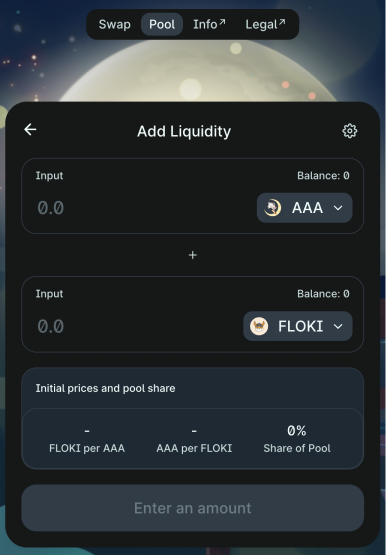 Swap Pool Info↗ Legal↗
← Add Liquidity
Input Balance: 0
0.0 AAA
+
Input Balance: 0
0.0 FLOKI
Initial prices and pool share
- - 0%
FLOKI per AAA AAA per FLOKI Share of Pool
Enter an amount